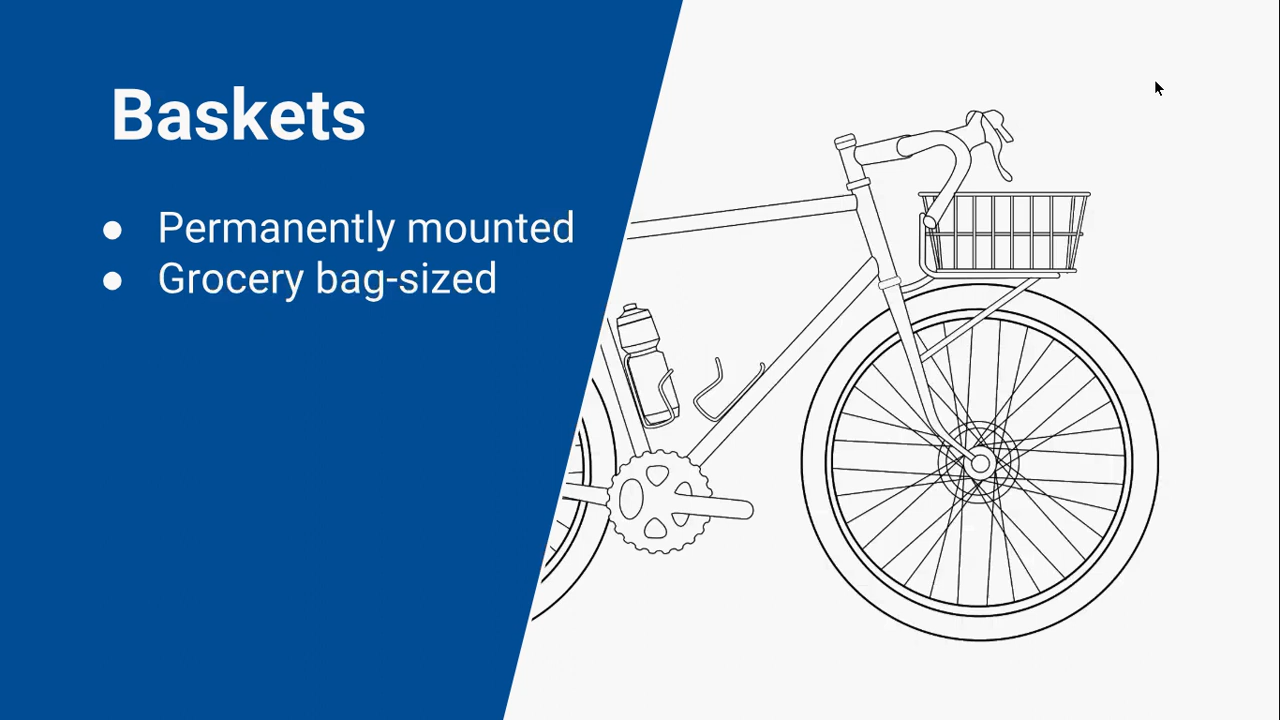 Baskets
● Permanently mounted
● Grocery bag-sized